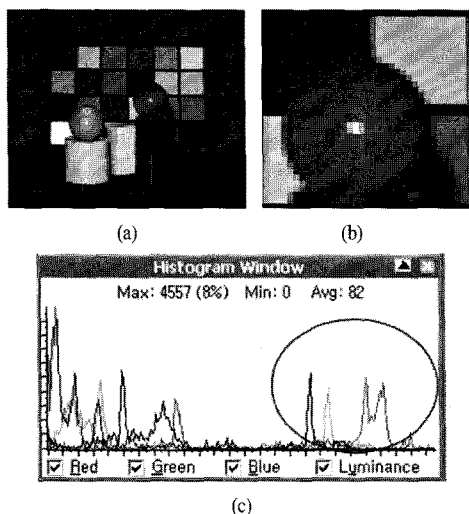 (a)
(b)
Histogram Window
Max: 4557 (8%) Min: 0 Avg: 82
Red Green Blue Luminance
(c)